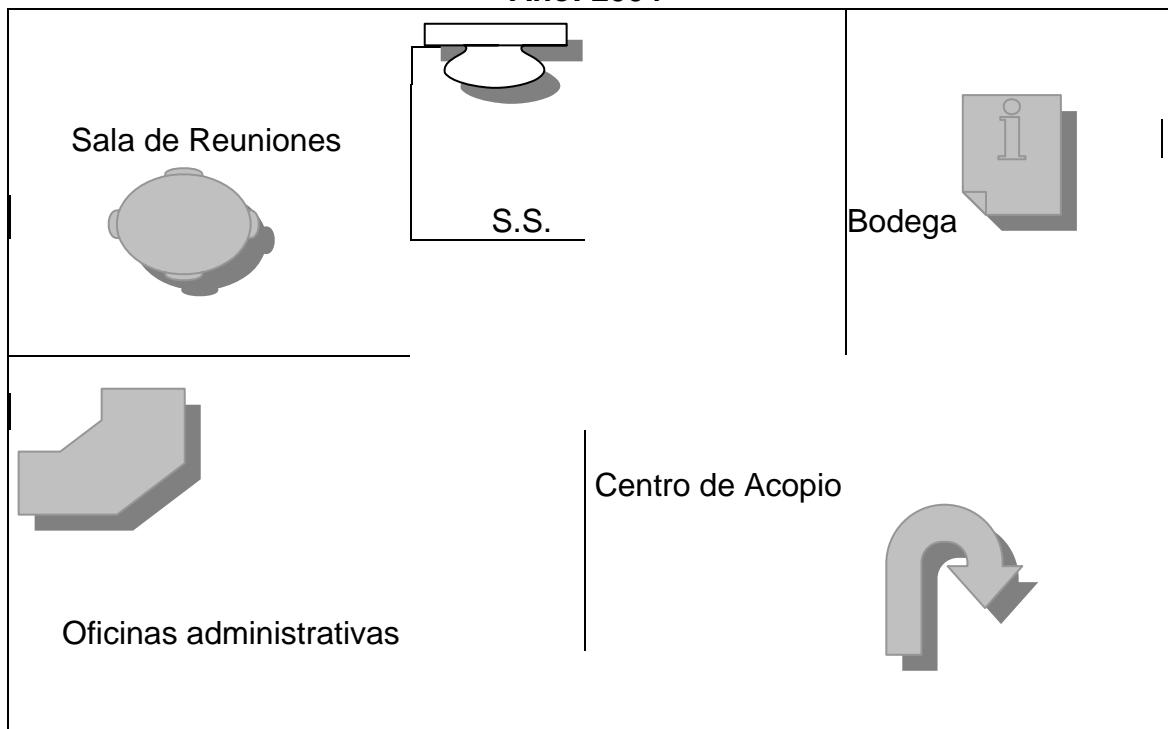 Sala de Reuniones
S.S.
Bodega
i
Centro de Acopio
Oficinas administrativas